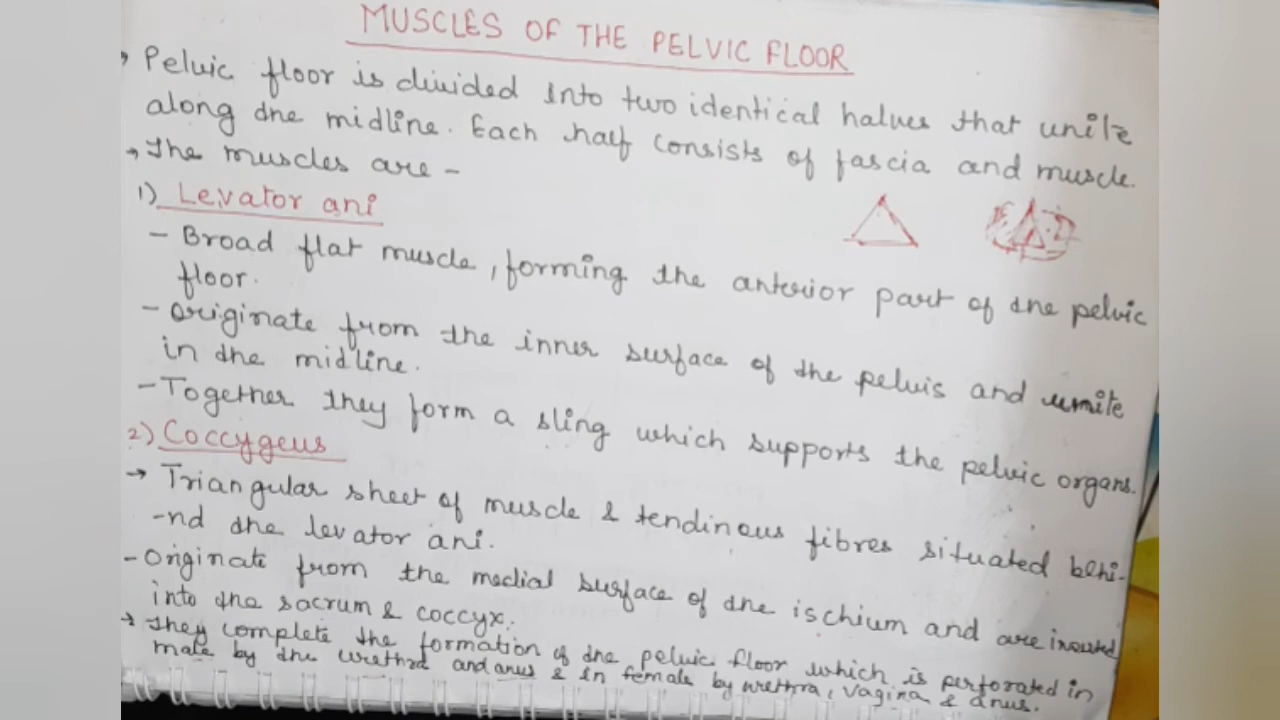 MUSCLES OF THE PELVIC FLOOR
→ Pelvic floor is divided into two identical halves that unite
along the midline. Each half consists of fascia and muscle.
→ The muscles are -
1) Levator ani
- Broad flat muscle, forming the anterior part of the pelvic
floor.
- Originate from the inner surface of the pelvis and unite
in the midline.
- Together they form a sling which supports the pelvic organs.
2) Coccygeus
→ Triangular sheet of muscle & tendinous fibres situated behi-
-nd the levator ani.
- Originate from the medial surface of the ischium and are inserted
into the sacrum & coccyx.
→ They complete the formation of the pelvic floor which is perforated in
male by the urethra and anus & in female by urethra, vagina & anus.